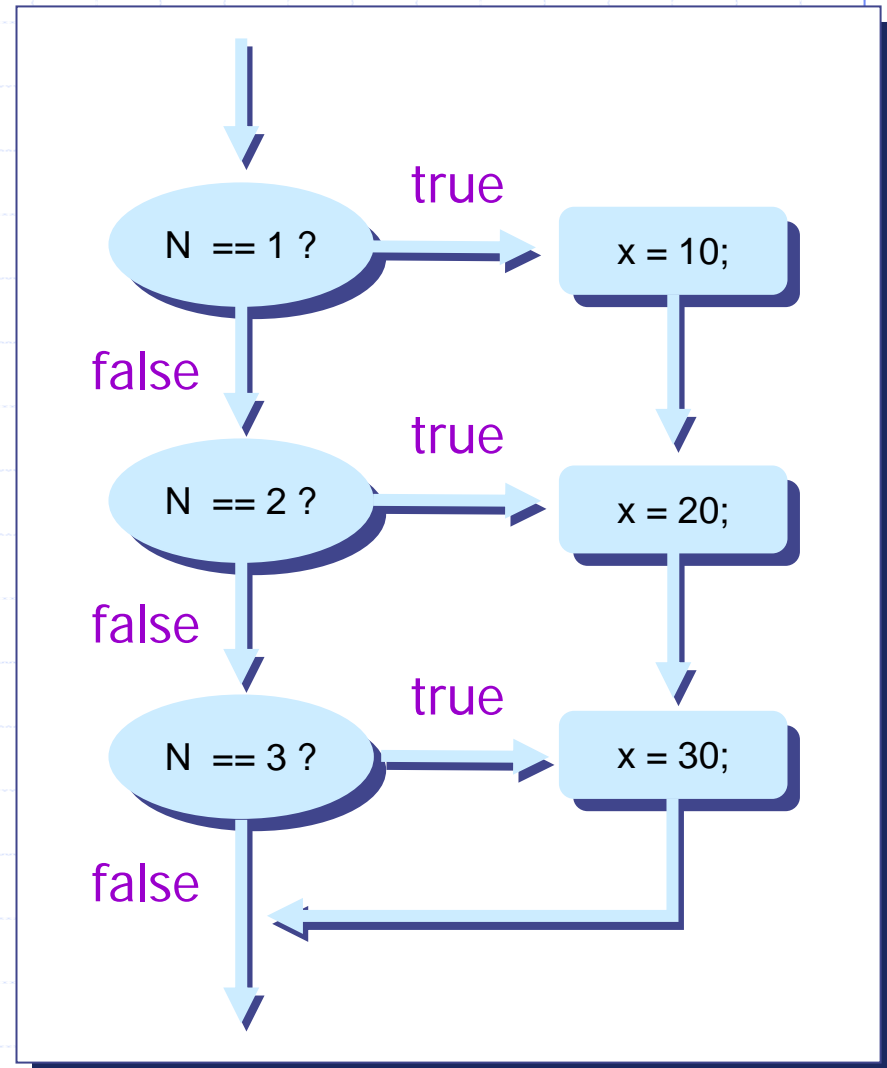 true
N == 1 ?
x = 10;
false
true
N == 2 ?
x = 20;
false
true
N == 3 ?
x = 30;
false